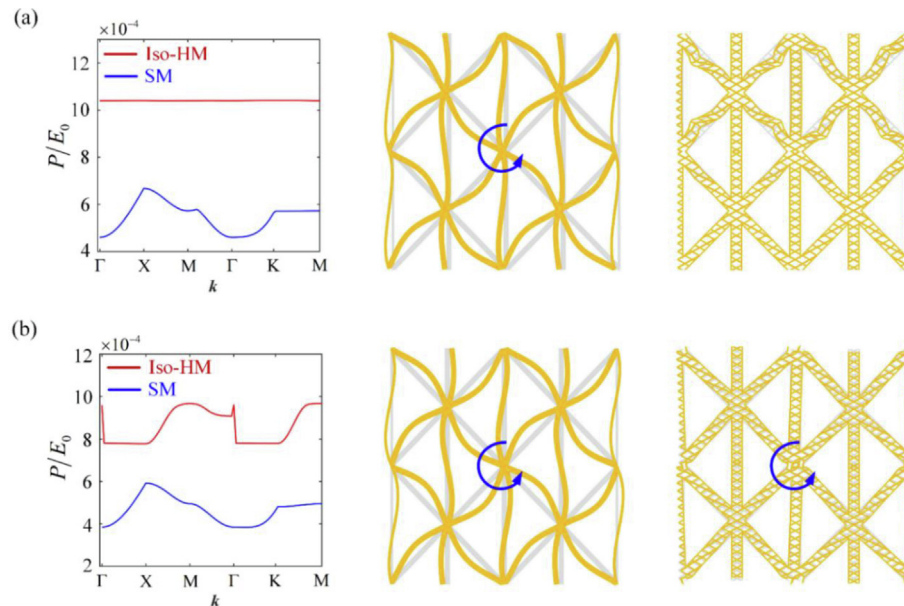 (a)
×10⁻⁴
Iso-HM
SM
12
10
8
6
4
P/E₀
Γ X M Γ K M
k
(b)
×10⁻⁴
Iso-HM
SM
12
10
8
6
4
2
P/E₀
Γ X M Γ K M
k